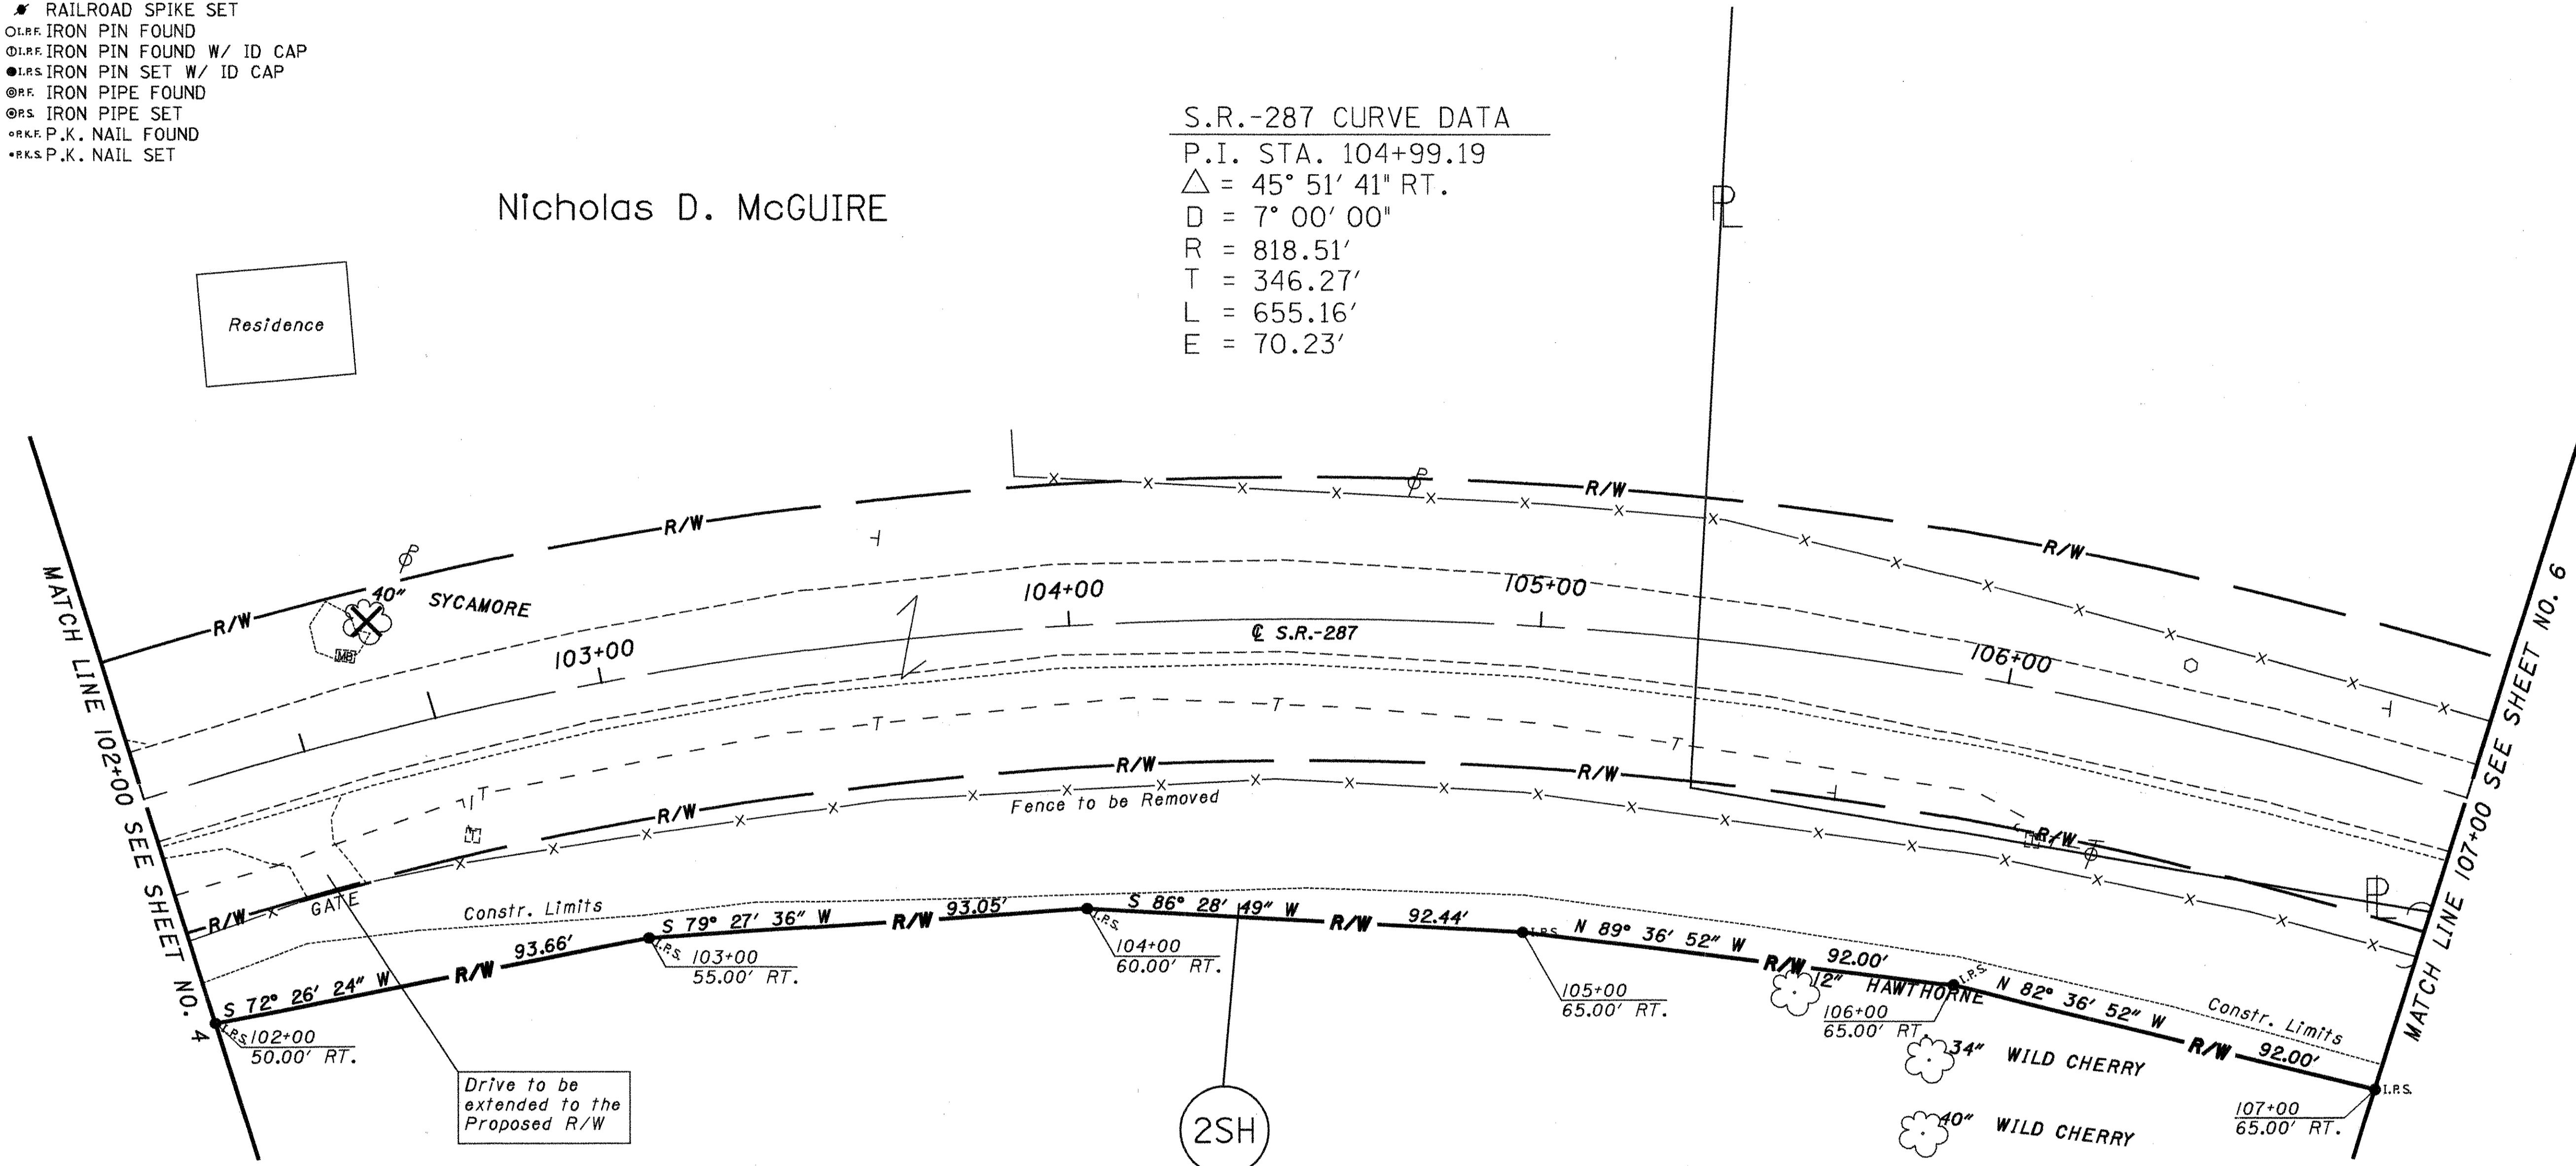 RAILROAD SPIKE SET
I.P.F. IRON PIN FOUND
I.P.F. IRON PIN FOUND W/ ID CAP
I.P.S. IRON PIN SET W/ ID CAP
P.F. IRON PIPE FOUND
P.S. IRON PIPE SET
P.K.F. P.K. NAIL FOUND
P.K.S. P.K. NAIL SET
S.R.-287 CURVE DATA
P.I. STA. 104+99.19
△ = 45° 51' 41" RT.
D = 7° 00' 00"
R = 818.51'
T = 346.27'
L = 655.16'
E = 70.23'
Nicholas D. McGUIRE
PL
Residence
R/W
R/W
R/W
R/W
P
P
40" SYCAMORE
MB
103+00
104+00
105+00
106+00
℄ S.R.-287
MATCH LINE 102+00 SEE SHEET NO. 4
MATCH LINE 107+00 SEE SHEET NO. 6
T
T
T
T
T
R/W
R/W
R/W
R/W
R/W
Fence to be Removed
GATE
PL
Constr. Limits
S 72° 26' 24" W R/W 93.66'
S 79° 27' 36" W R/W 93.05'
S 86° 28' 49" W R/W 92.44'
N 89° 36' 52" W R/W 92.00'
N 82° 36' 52" W R/W 92.00'
Constr. Limits
I.P.S.
102+00
50.00' RT.
I.P.S.
103+00
55.00' RT.
I.P.S.
104+00
60.00' RT.
I.P.S.
105+00
65.00' RT.
I.P.S.
106+00
65.00' RT.
I.P.S.
107+00
65.00' RT.
12" HAWTHORNE
34" WILD CHERRY
40" WILD CHERRY
Drive to be
extended to the
Proposed R/W
2SH